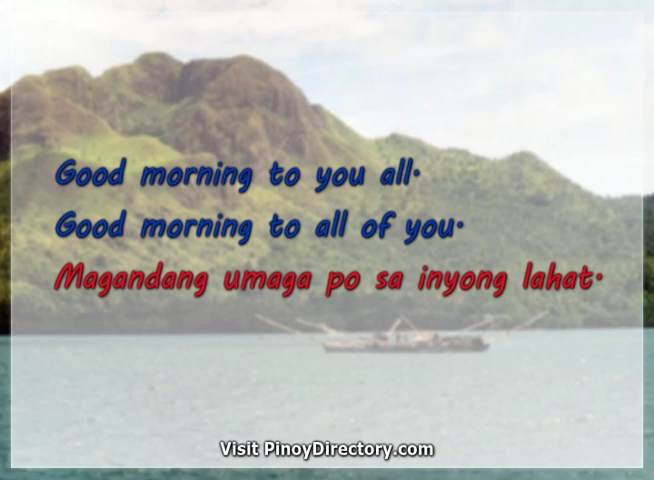 Good morning to you all.
Good morning to all of you.
Magandang umaga po sa inyong lahat.
Visit PinoyDirectory.com